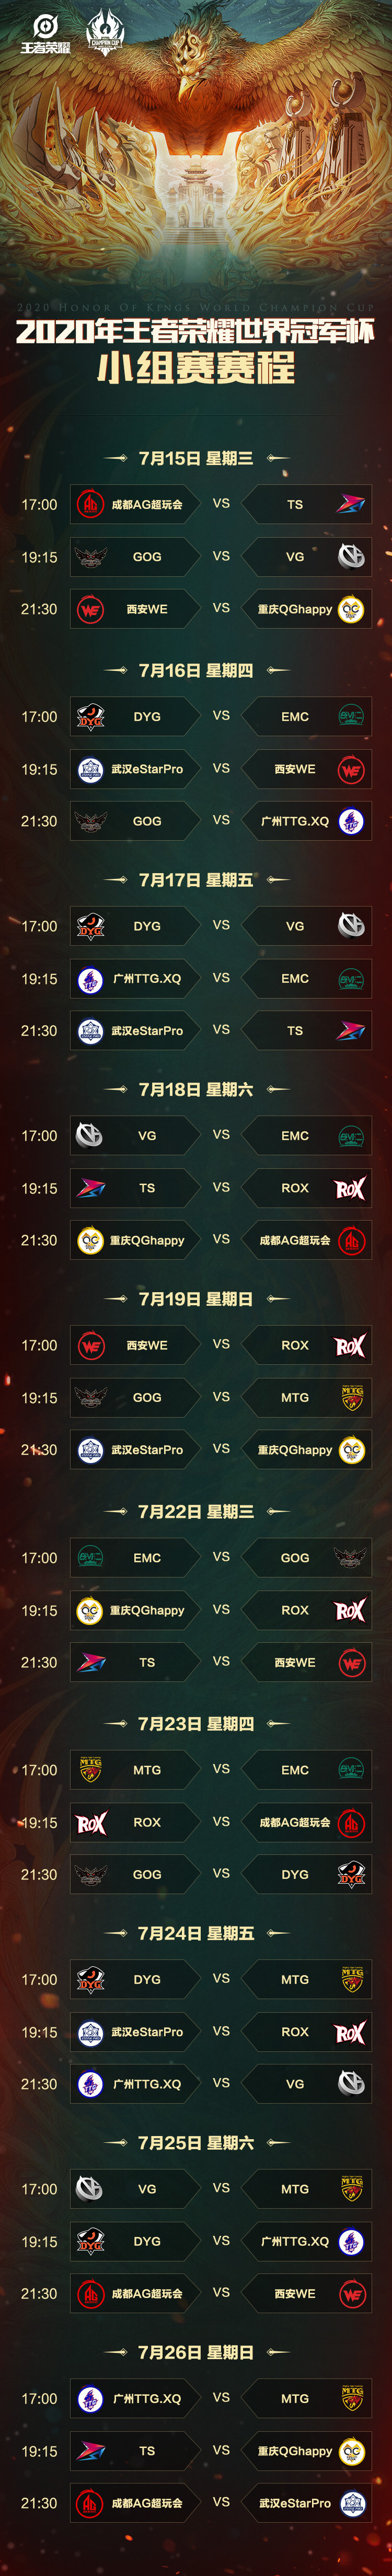 王者荣耀
CHAMPION CUP
2020 HONOR OF KINGS WORLD CHAMPION CUP
2020年王者荣耀世界冠军杯
小组赛赛程
7月15日 星期三
17:00 成都AG超玩会 VS TS
19:15 GOG VS VG
21:30 西安WE VS 重庆QGhappy
7月16日 星期四
17:00 DYG VS EMC
19:15 武汉eStarPro VS 西安WE
21:30 GOG VS 广州TTG.XQ
7月17日 星期五
17:00 DYG VS VG
19:15 广州TTG.XQ VS EMC
21:30 武汉eStarPro VS TS
7月18日 星期六
17:00 VG VS EMC
19:15 TS VS ROX
21:30 重庆QGhappy VS 成都AG超玩会
7月19日 星期日
17:00 西安WE VS ROX
19:15 GOG VS MTG
21:30 武汉eStarPro VS 重庆QGhappy
7月22日 星期三
17:00 EMC VS GOG
19:15 重庆QGhappy VS ROX
21:30 TS VS 西安WE
7月23日 星期四
17:00 MTG VS EMC
19:15 ROX VS 成都AG超玩会
21:30 GOG VS DYG
7月24日 星期五
17:00 DYG VS MTG
19:15 武汉eStarPro VS ROX
21:30 广州TTG.XQ VS VG
7月25日 星期六
17:00 VG VS MTG
19:15 DYG VS 广州TTG.XQ
21:30 成都AG超玩会 VS 西安WE
7月26日 星期日
17:00 广州TTG.XQ VS MTG
19:15 TS VS 重庆QGhappy
21:30 成都AG超玩会 VS 武汉eStarPro